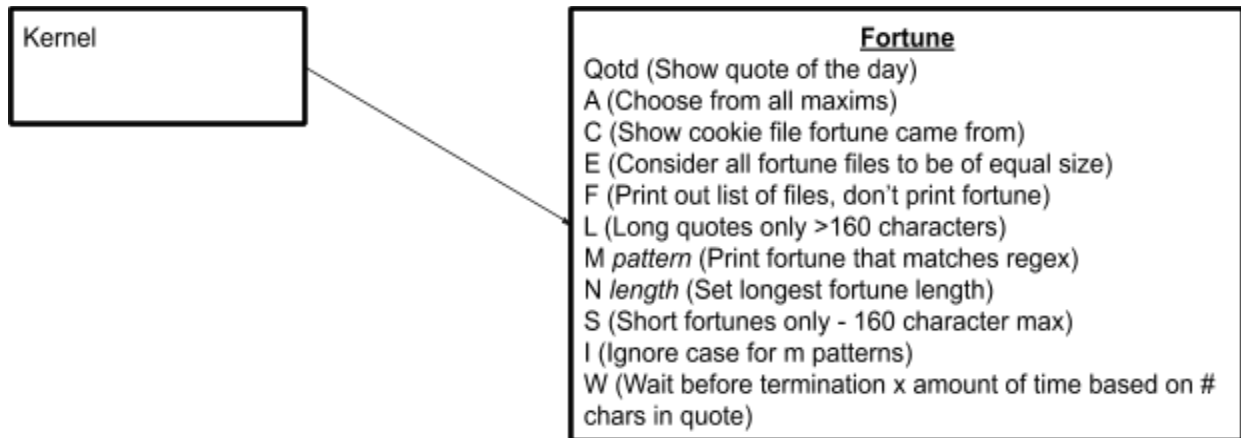 Kernel
Fortune
Qotd (Show quote of the day)
A (Choose from all maxims)
C (Show cookie file fortune came from)
E (Consider all fortune files to be of equal size)
F (Print out list of files, don’t print fortune)
L (Long quotes only >160 characters)
M pattern (Print fortune that matches regex)
N length (Set longest fortune length)
S (Short fortunes only - 160 character max)
I (Ignore case for m patterns)
W (Wait before termination x amount of time based on #
chars in quote)